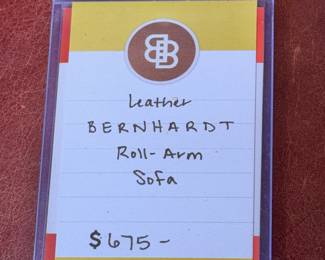 Leather
BERNHARDT
Roll-Arm
Sofa
$675-